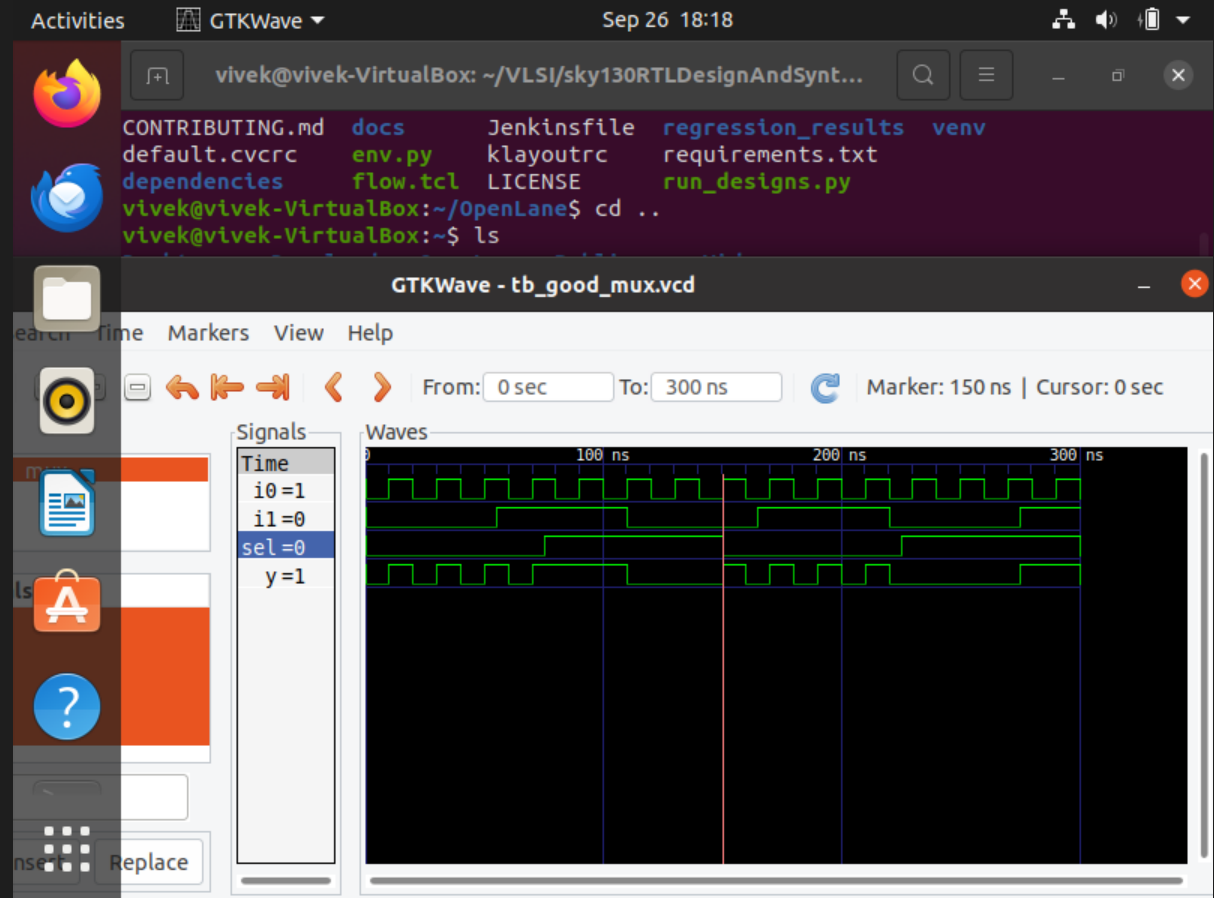 Activities GTKWave Sep 26 18:18
vivek@vivek-VirtualBox: ~/VLSI/sky130RTLDesignAndSynt...
CONTRIBUTING.md docs Jenkinsfile regression_results venv
default.cvcrc env.py klayoutrc requirements.txt
dependencies flow.tcl LICENSE run_designs.py
vivek@vivek-VirtualBox:~/OpenLane$ cd ..
vivek@vivek-VirtualBox:~$ ls
GTKWave - tb_good_mux.vcd
earch Time Markers View Help
From: 0 sec To: 300 ns Marker: 150 ns | Cursor: 0 sec
Signals Waves
Time 0 100 ns 200 ns 300 ns
i0 =1
i1 =0
sel =0
y =1
ls
nsert Replace